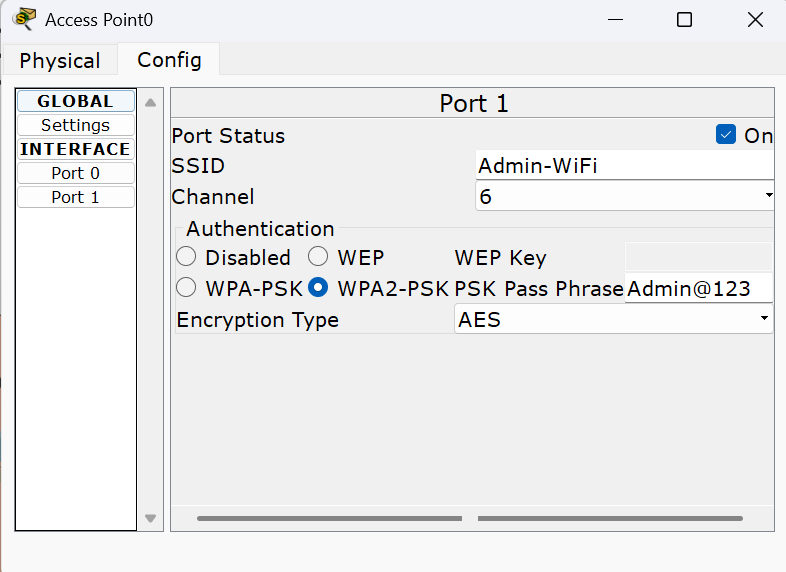 Access Point0
Physical Config
GLOBAL
Settings
INTERFACE
Port 0
Port 1
Port 1
Port Status On
SSID Admin-WiFi
Channel 6
Authentication
Disabled WEP WEP Key
WPA-PSK WPA2-PSK PSK Pass Phrase Admin@123
Encryption Type AES